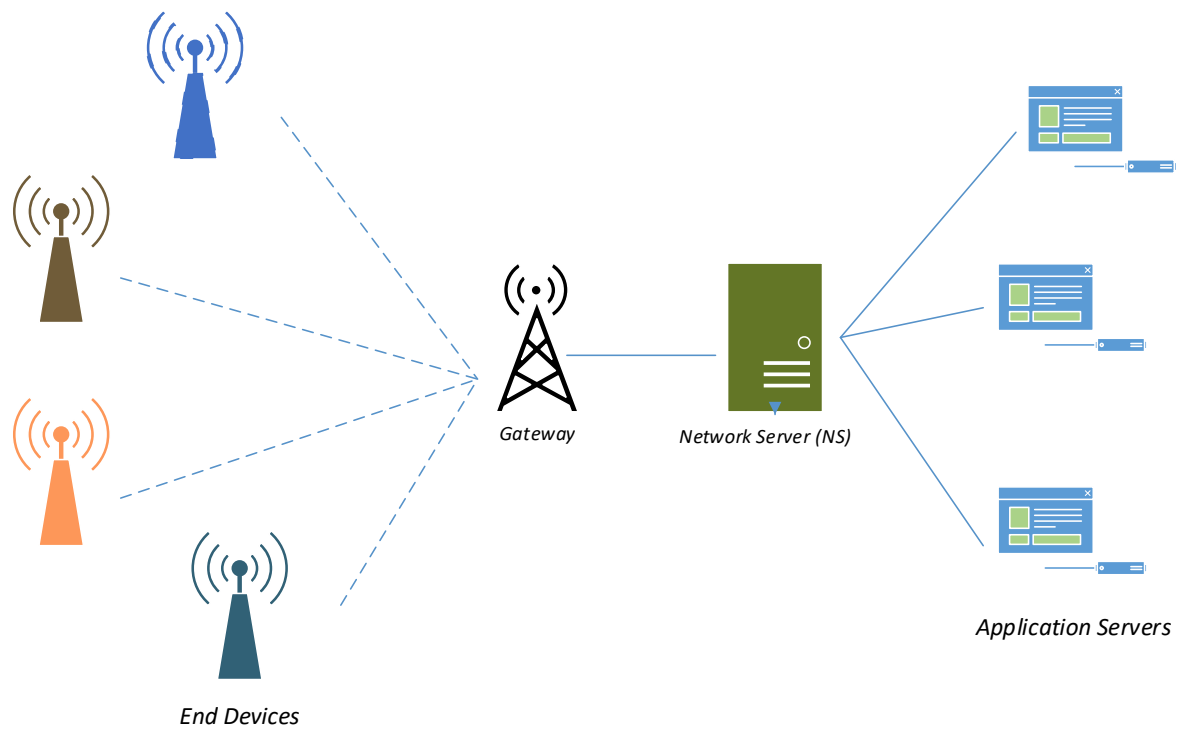 Gateway
Network Server (NS)
Application Servers
End Devices